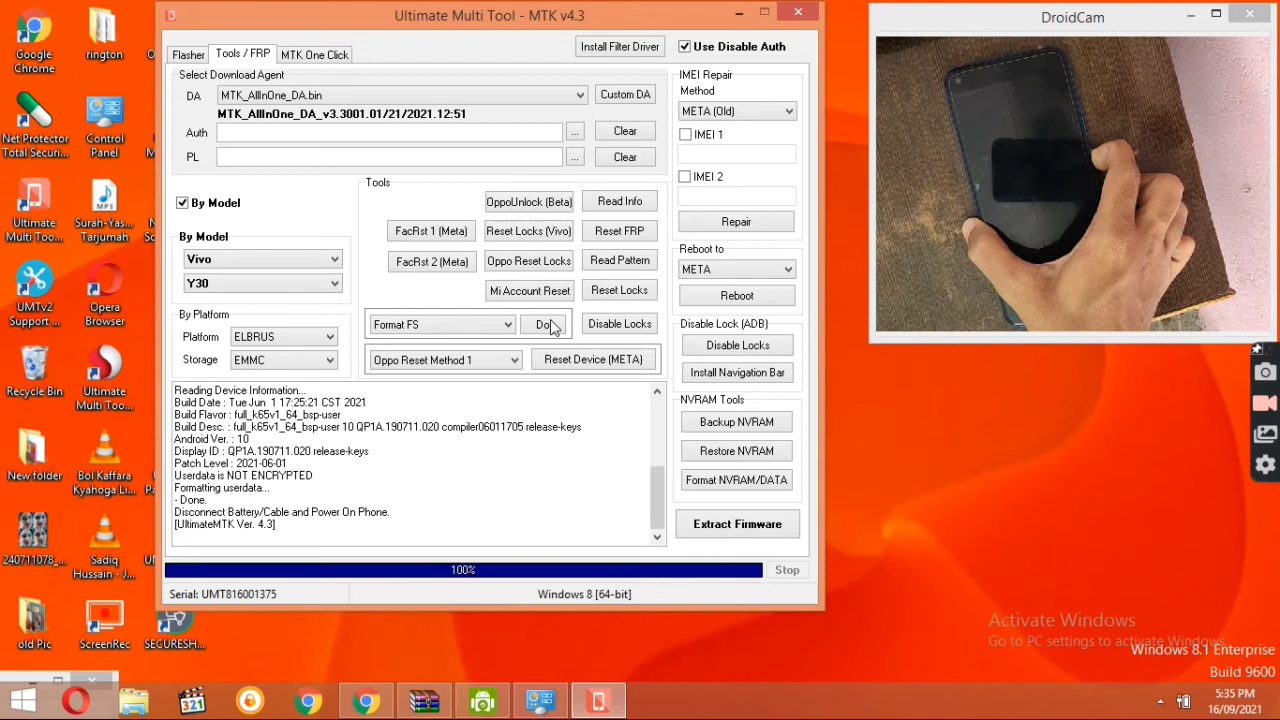 Ultimate Multi Tool - MTK v4.3
Flasher
Tools / FRP
MTK One Click
Install Filter Driver
Use Disable Auth
Select Download Agent
DA
MTK_AllInOne_DA.bin
Custom DA
MTK_AllInOne_DA_v3.3001.01/21/2021.12:51
Auth
...
Clear
PL
...
Clear
By Model
By Model
Vivo
Y30
By Platform
Platform
ELBRUS
Storage
EMMC
Tools
OppoUnlock (Beta)
Read Info
FacRst 1 (Meta)
Reset Locks (Vivo)
Reset FRP
FacRst 2 (Meta)
Oppo Reset Locks
Read Pattern
Mi Account Reset
Reset Locks
Format FS
Disable Locks
Oppo Reset Method 1
Reset Device (META)
IMEI Repair
META (Old)
IMEI 1
IMEI 2
Repair
Reboot to
META
Reboot
Disable Lock (ADB)
Disable Locks
Install Navigation Bar
NVRAM Tools
Backup NVRAM
Restore NVRAM
Format NVRAM/DATA
Extract Firmware
Reading Device Information...
Build Date : Tue Jun 1 17:25:21 CST 2021
Build Flavor : full_k65v1_64_bsp-user
Build Desc. : full_k65v1_64_bsp-user 10 QP1A.190711.020 compiler06011705 release-keys
Android Ver. : 10
Display ID : QP1A.190711.020 release-keys
Patch Level : 2021-06-01
Userdata is NOT ENCRYPTED
Formatting userdata...
- Done.
Disconnect Battery/Cable and Power On Phone.
[UltimateMTK Ver. 4.3]
100%
Stop
Serial: UMT816001375
Windows 8 [64-bit]
DroidCam
Google Chrome
rington
Net Protector Total Securi...
Control Panel
Ultimate Multi Too...
Surah-Yas... Tarjumah
UMTv2 Support ...
Opera Browser
Recycle Bin
Ultimate Multi Too...
New folder
Bol Kaffara Kyahoga Li...
240711078_...
Sadiq Hussain - J...
old Pic
ScreenRec
SECURESH...
Activate Windows
Go to PC settings to activate Windows.
Windows 8.1 Enterprise
Build 9600
321
5:35 PM
16/09/2021